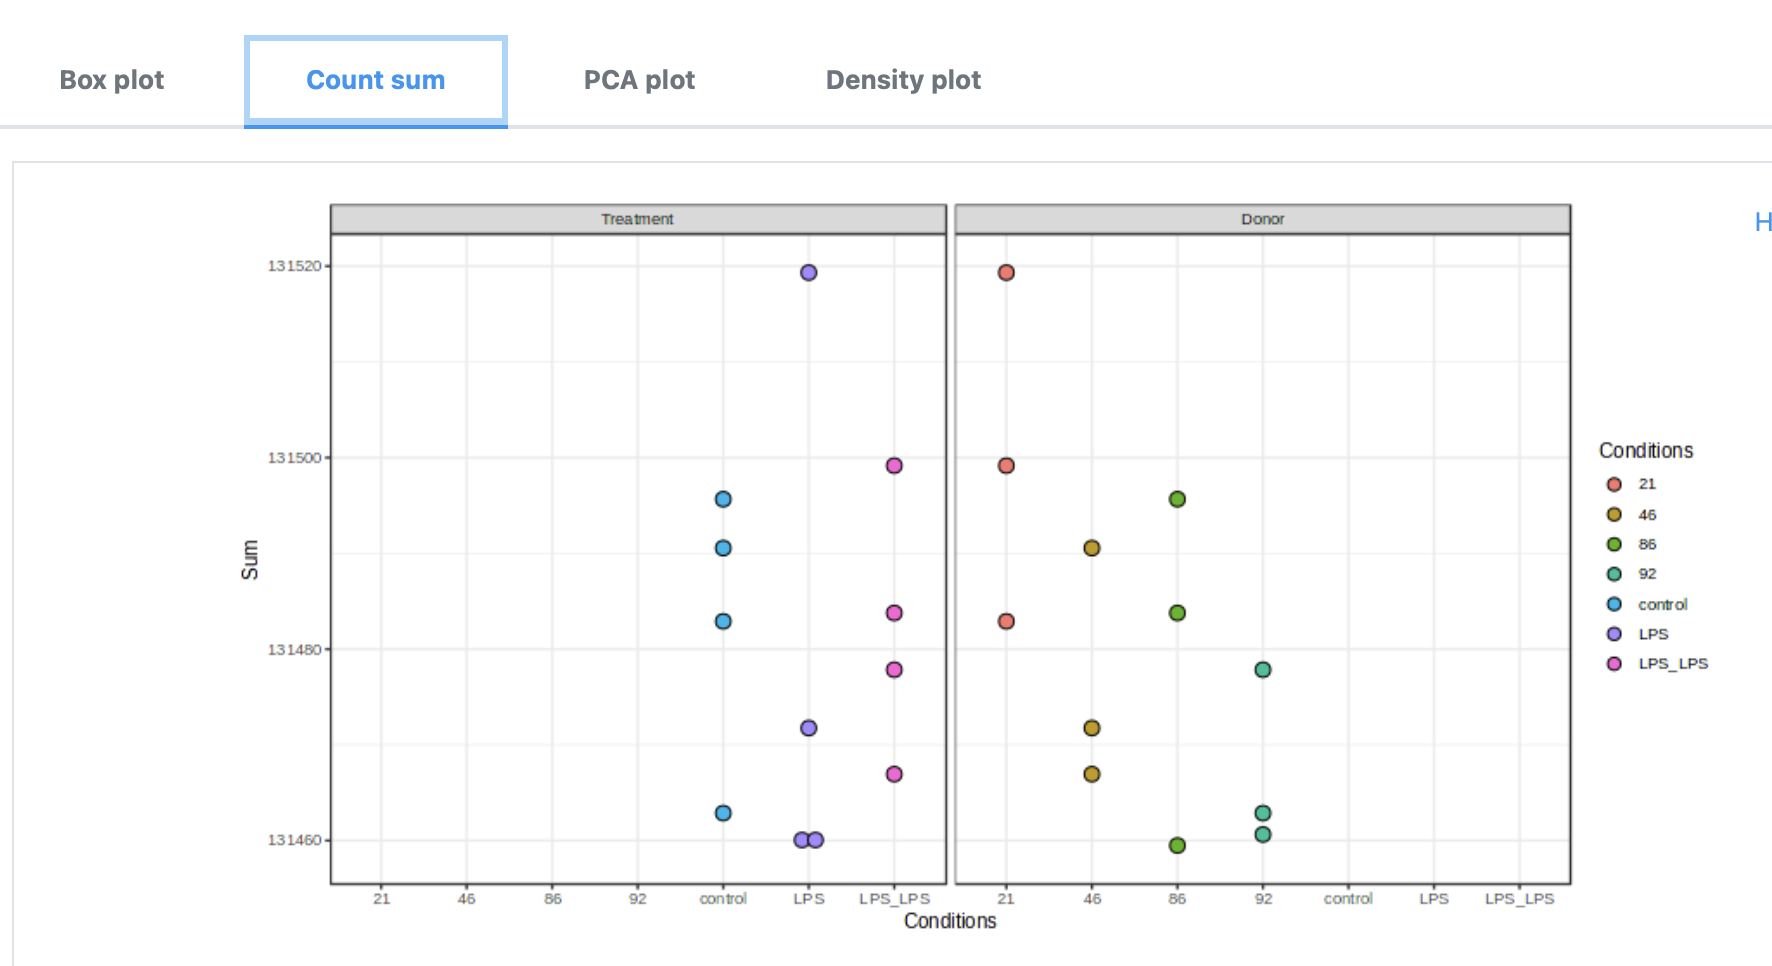 Box plot Count sum PCA plot Density plot
H
Treatment Donor
131520
131500
131480
131460
Sum
21 46 86 92 control LPS LPS_LPS 21 46 86 92 control LPS LPS_LPS
Conditions
Conditions
21
46
86
92
control
LPS
LPS_LPS